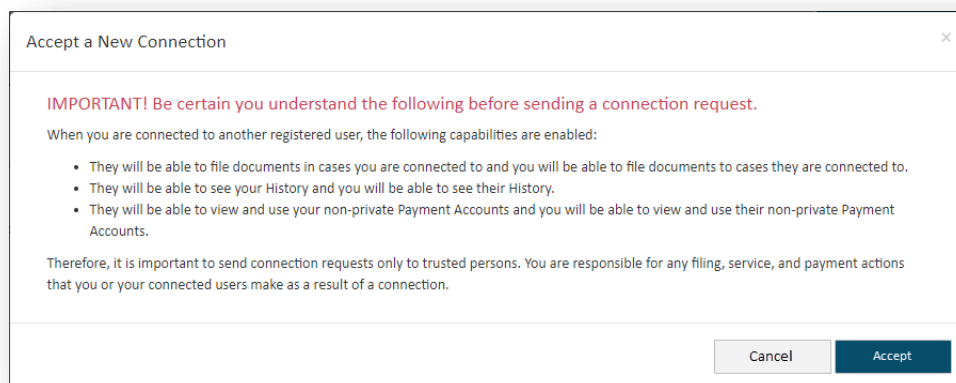 Accept a New Connection ×
IMPORTANT! Be certain you understand the following before sending a connection request.
When you are connected to another registered user, the following capabilities are enabled:
• They will be able to file documents in cases you are connected to and you will be able to file documents to cases they are connected to.
• They will be able to see your History and you will be able to see their History.
• They will be able to view and use your non-private Payment Accounts and you will be able to view and use their non-private Payment
Accounts.
Therefore, it is important to send connection requests only to trusted persons. You are responsible for any filing, service, and payment actions
that you or your connected users make as a result of a connection.
Cancel Accept